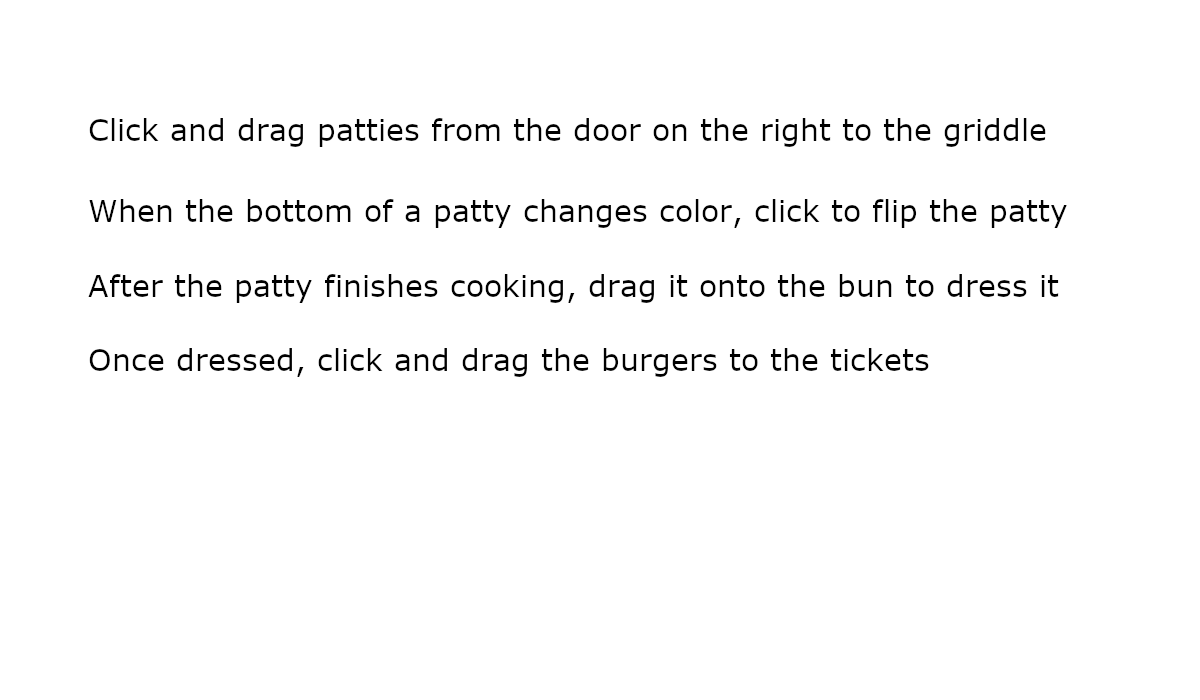 Click and drag patties from the door on the right to the griddle
When the bottom of a patty changes color, click to flip the patty
After the patty finishes cooking, drag it onto the bun to dress it
Once dressed, click and drag the burgers to the tickets